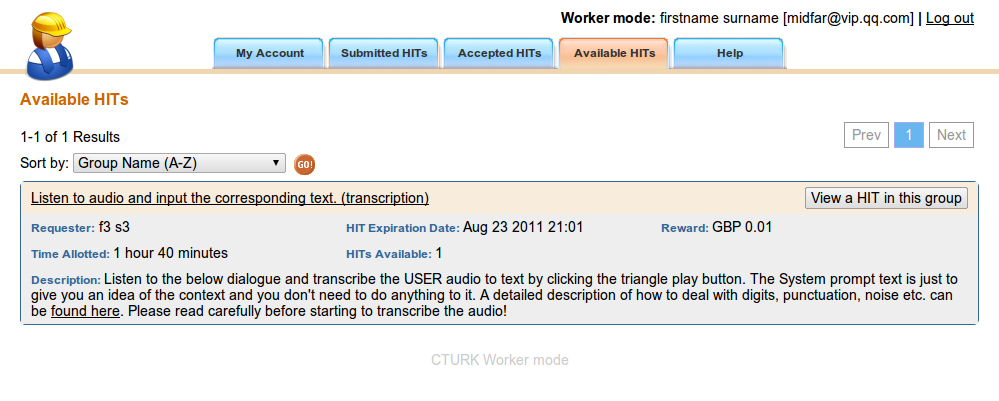 Worker mode: firstname surname [midfar@vip.qq.com] | Log out
My Account Submitted HITs Accepted HITs Available HITs Help
Available HITs
1-1 of 1 Results
Prev 1 Next
Sort by: Group Name (A-Z) GO!
Listen to audio and input the corresponding text. (transcription) View a HIT in this group
Requester: f3 s3 HIT Expiration Date: Aug 23 2011 21:01 Reward: GBP 0.01
Time Allotted: 1 hour 40 minutes HITs Available: 1
Description: Listen to the below dialogue and transcribe the USER audio to text by clicking the triangle play button. The System prompt text is just to
give you an idea of the context and you don't need to do anything to it. A detailed description of how to deal with digits, punctuation, noise etc. can
be found here. Please read carefully before starting to transcribe the audio!
CTURK Worker mode